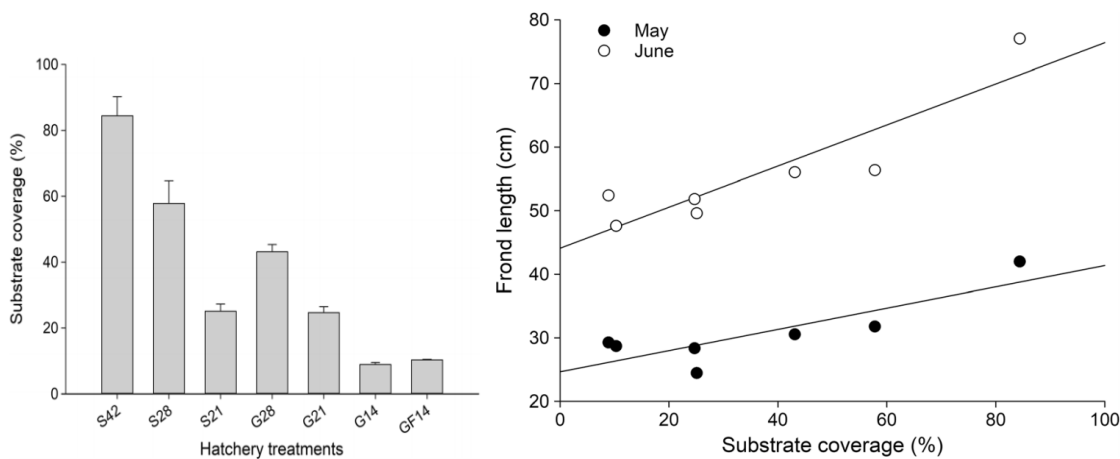 100
80
60
40
20
0
Substrate coverage (%)
S42 S28 S21 G28 G21 G14 GF14
Hatchery treatments
May
June
80
70
60
50
40
30
20
Frond length (cm)
0 20 40 60 80 100
Substrate coverage (%)